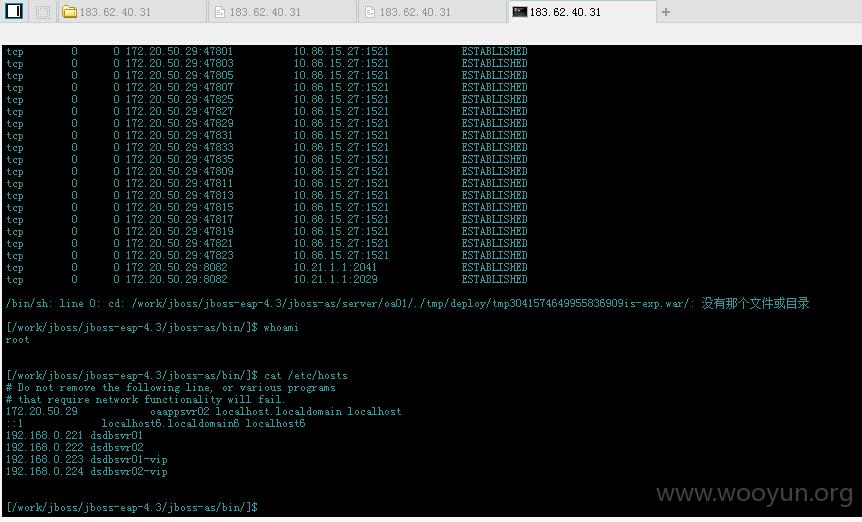 183.62.40.31 183.62.40.31 183.62.40.31 183.62.40.31
tcp 0 0 172.20.50.29:47801 10.86.15.27:1521 ESTABLISHED
tcp 0 0 172.20.50.29:47803 10.86.15.27:1521 ESTABLISHED
tcp 0 0 172.20.50.29:47805 10.86.15.27:1521 ESTABLISHED
tcp 0 0 172.20.50.29:47807 10.86.15.27:1521 ESTABLISHED
tcp 0 0 172.20.50.29:47825 10.86.15.27:1521 ESTABLISHED
tcp 0 0 172.20.50.29:47827 10.86.15.27:1521 ESTABLISHED
tcp 0 0 172.20.50.29:47829 10.86.15.27:1521 ESTABLISHED
tcp 0 0 172.20.50.29:47831 10.86.15.27:1521 ESTABLISHED
tcp 0 0 172.20.50.29:47833 10.86.15.27:1521 ESTABLISHED
tcp 0 0 172.20.50.29:47835 10.86.15.27:1521 ESTABLISHED
tcp 0 0 172.20.50.29:47809 10.86.15.27:1521 ESTABLISHED
tcp 0 0 172.20.50.29:47811 10.86.15.27:1521 ESTABLISHED
tcp 0 0 172.20.50.29:47813 10.86.15.27:1521 ESTABLISHED
tcp 0 0 172.20.50.29:47815 10.86.15.27:1521 ESTABLISHED
tcp 0 0 172.20.50.29:47817 10.86.15.27:1521 ESTABLISHED
tcp 0 0 172.20.50.29:47819 10.86.15.27:1521 ESTABLISHED
tcp 0 0 172.20.50.29:47821 10.86.15.27:1521 ESTABLISHED
tcp 0 0 172.20.50.29:47823 10.86.15.27:1521 ESTABLISHED
tcp 0 0 172.20.50.29:8082 10.21.1.1:2041 ESTABLISHED
tcp 0 0 172.20.50.29:8082 10.21.1.1:2029 ESTABLISHED
/bin/sh: line 0: cd: /work/jboss/jboss-eap-4.3/jboss-as/server/oa01/./tmp/deploy/tmp3041574649955836909is-exp.war/: 没有那个文件或目录
[/work/jboss/jboss-eap-4.3/jboss-as/bin/]$ whoami
root
[/work/jboss/jboss-eap-4.3/jboss-as/bin/]$ cat /etc/hosts
# Do not remove the following line, or various programs
# that require network functionality will fail.
172.20.50.29 oaappsvr02 localhost.localdomain localhost
::1 localhost6.localdomain6 localhost6
192.168.0.221 dsdbsvr01
192.168.0.222 dsdbsvr02
192.168.0.223 dsdbsvr01-vip
192.168.0.224 dsdbsvr02-vip
[/work/jboss/jboss-eap-4.3/jboss-as/bin/]$
www.wooyun.org